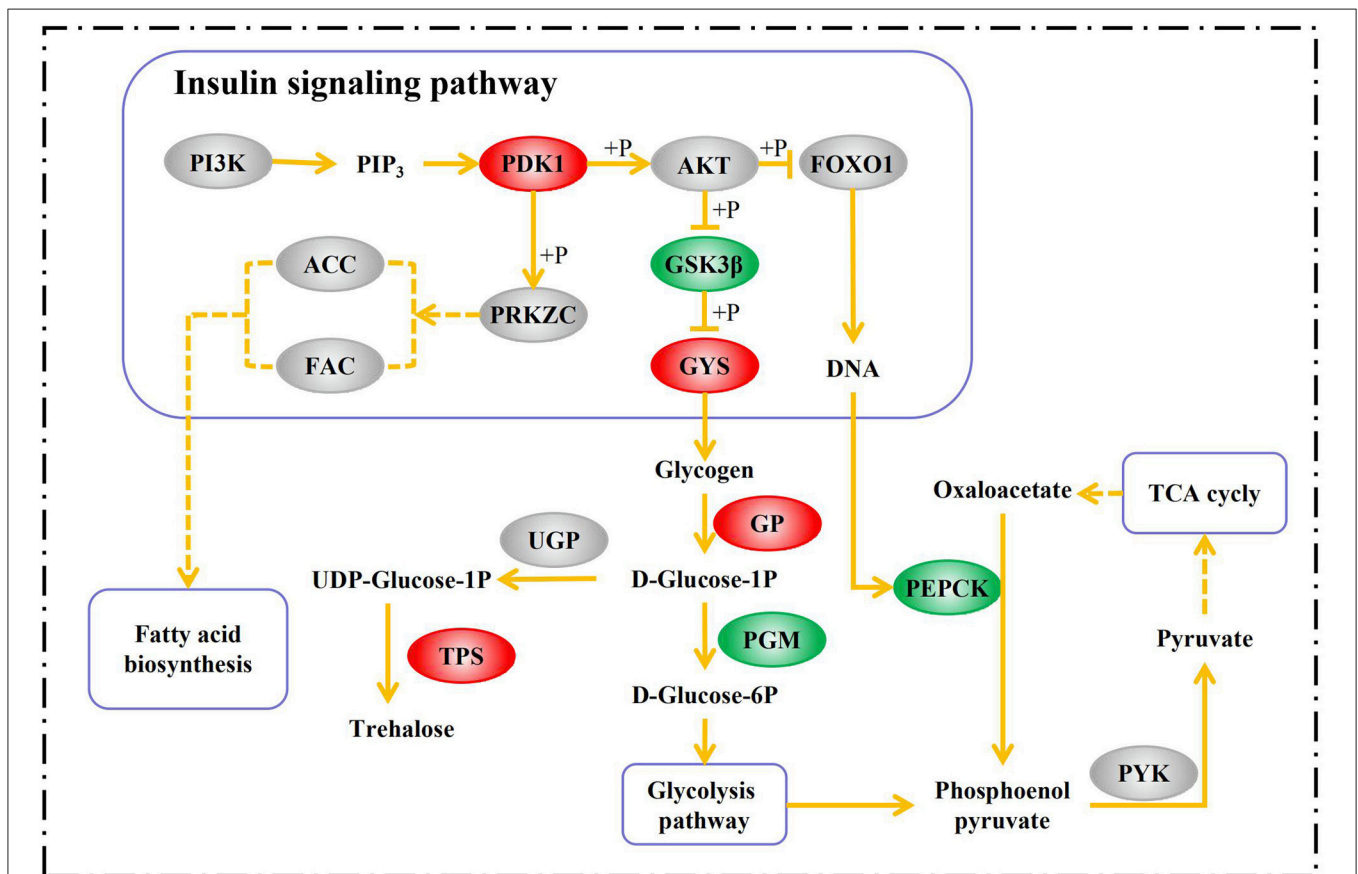 Insulin signaling pathway
PI3K
PIP3
PDK1
+P
AKT
+P
FOXO1
+P
+P
ACC
GSK3β
PRKZC
+P
FAC
GYS
DNA
Glycogen
Oxaloacetate
TCA cycly
GP
UGP
UDP-Glucose-1P
D-Glucose-1P
PEPCK
Fatty acid
biosynthesis
TPS
PGM
Pyruvate
D-Glucose-6P
Trehalose
Glycolysis
pathway
Phosphoenol
pyruvate
PYK